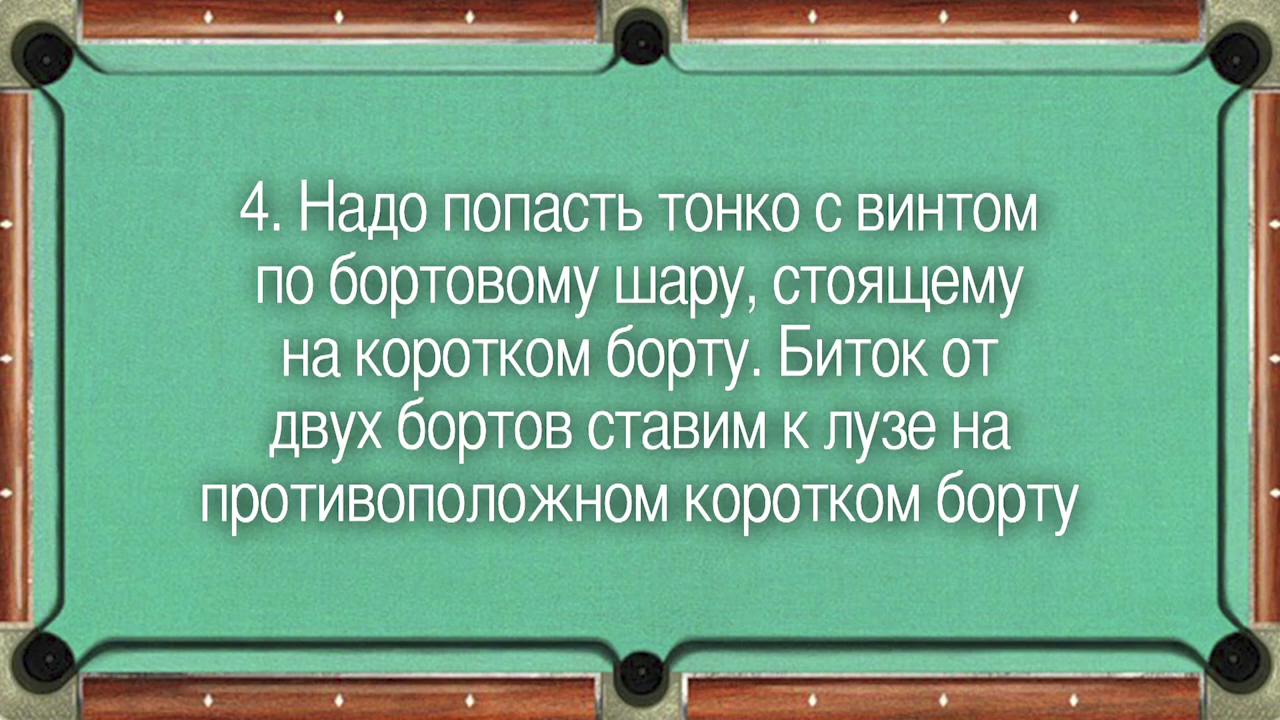 4. Надо попасть тонко с винтом
по бортовому шару, стоящему
на коротком борту. Биток от
двух бортов ставим к лузе на
противоположном коротком борту